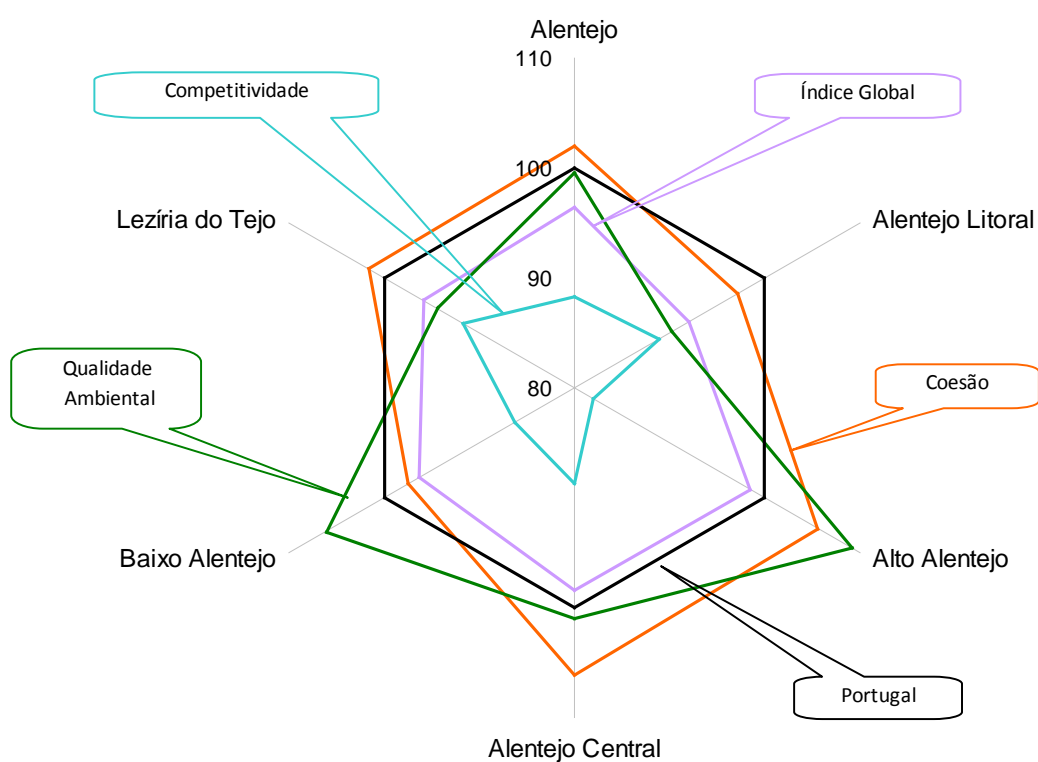 Alentejo
110
Competitividade
Índice Global
100
Lezíria do Tejo
Alentejo Litoral
90
Qualidade
Ambiental
80
Coesão
Baixo Alentejo
Alto Alentejo
Portugal
Alentejo Central